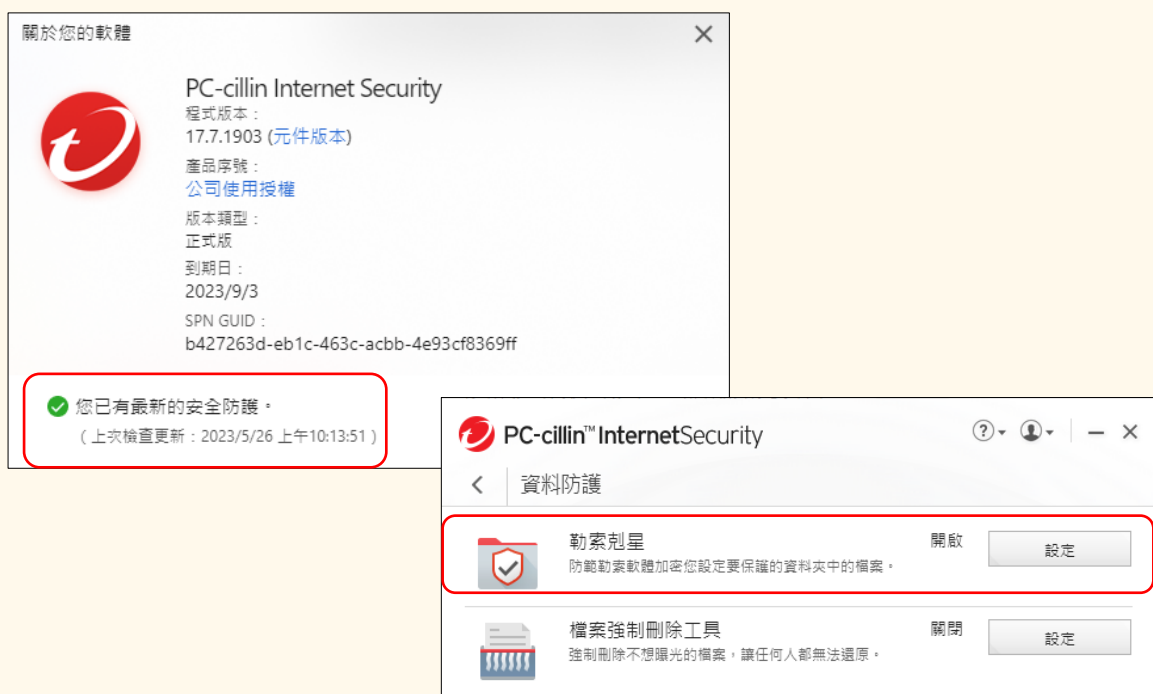 關於您的軟體
PC-cillin Internet Security
程式版本：
17.7.1903 (元件版本)
產品序號：
公司使用授權
版本類型：
正式版
到期日：
2023/9/3
SPN GUID：
b427263d-eb1c-463c-acbb-4e93cf8369ff
您已有最新的安全防護。
(上次檢查更新：2023/5/26 上午10:13:51)
PC-cillin™ InternetSecurity
資料防護
勒索剋星
開啟
設定
防範勒索軟體加密您設定要保護的資料夾中的檔案。
檔案強制刪除工具
關閉
設定
強制刪除不想曝光的檔案，讓任何人都無法還原。